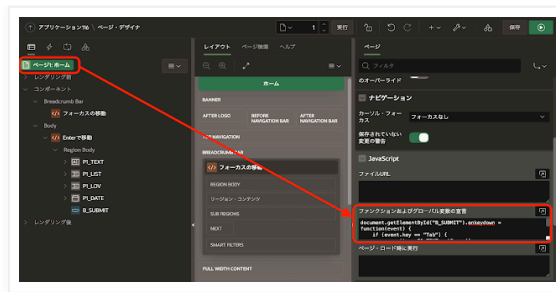 アプリケーション116 \ ページ・デザイナ
1
実行
保存
ページ1: ホーム
レンダリング前
コンポーネント
Breadcrumb Bar
フォーカスの移動
Body
Enterで移動
Region Body
P1_TEXT
P1_LIST
P1_LOV
P1_DATE
B_SUBMIT
レンダリング後
レイアウト
ページ検索
ヘルプ
ホーム
BANNER
AFTER LOGO
BEFORE NAVIGATION BAR
AFTER NAVIGATION BAR
TOP NAVIGATION
BREADCRUMB BAR
フォーカスの移動
REGION BODY
リージョン・コンテンツ
SUB REGIONS
NEXT
SMART FILTERS
FULL WIDTH CONTENT
ページ
フィルタ
のオーバーライド
ナビゲーション
カーソル・フォーカス
フォーカスなし
保存されていない変更の警告
JavaScript
ファイルURL
ファンクションおよびグローバル変数の宣言
document.getElementById("B_SUBMIT").onkeydown =
function(event) {
if (event.key == "Tab") {
ページ・ロード時に実行